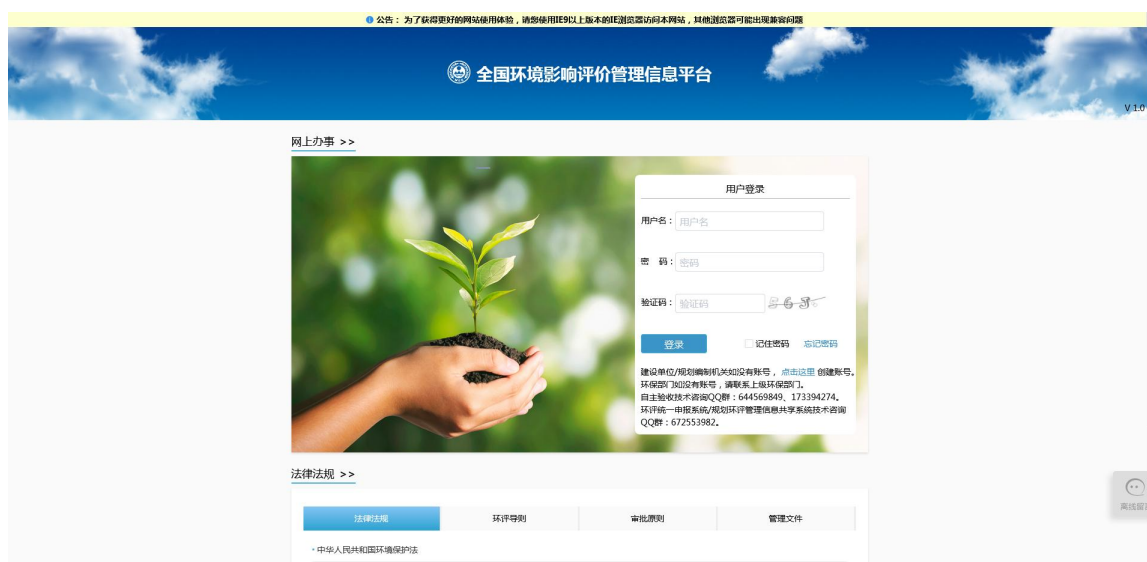 公告: 为了获得更好的网站使用体验,请您使用IE9以上版本的IE浏览器访问本网站,其他浏览器可能出现兼容问题
全国环境影响评价管理信息平台
V 1.0
网上办事 >>
用户登录
用户名: 用户名
密 码: 密码
验证码: 验证码
登录 记住密码 忘记密码
建设单位/规划编制机关如没有账号, 点击这里 创建账号。
环保部门如没有账号,请联系上级环保部门。
自主验收技术咨询QQ群:644569849、173394274。
环评统一申报系统/规划环评管理信息共享系统技术咨询
QQ群:672553982。
法律法规 >>
法律法规 环评导则 审批原则 管理文件
中华人民共和国环境保护法
离线留